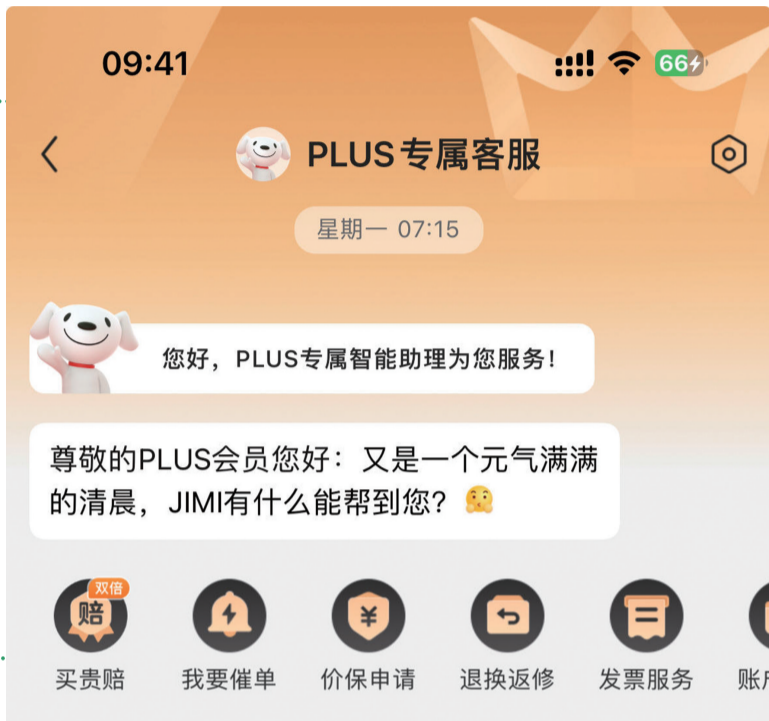 09:41
66
PLUS专属客服
星期一 07:15
您好，PLUS专属智能助理为您服务！
尊敬的PLUS会员您好：又是一个元气满满
的清晨，JIMI有什么能帮到您？
双倍
赔
买贵赔 我要催单 价保申请 退换返修 发票服务 账